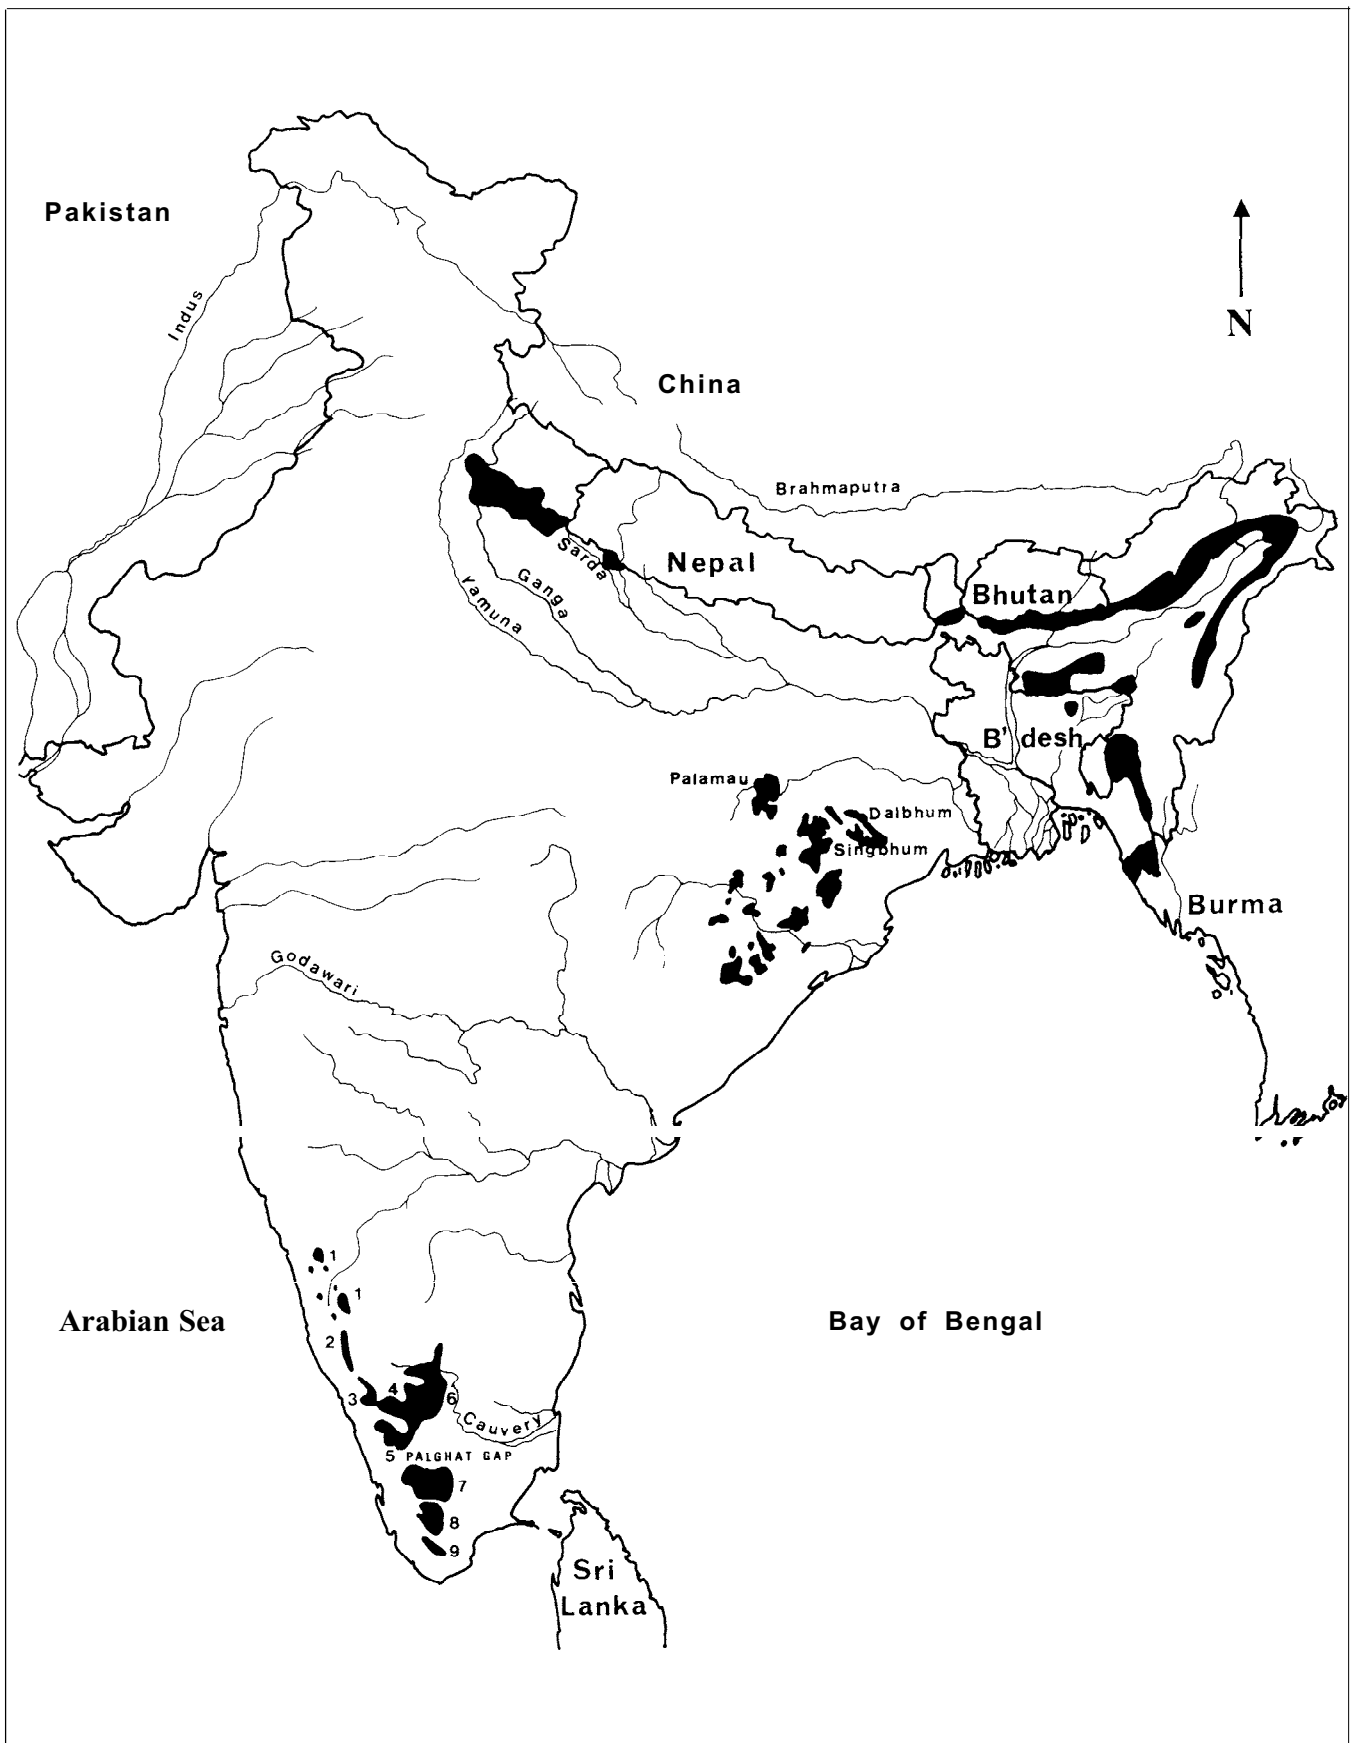 Pakistan
Indus
N
China
Brahmaputra
Sarda
Nepal
Ganga
Yamuna
Bhutan
B'desh
Palamau
Dalbhum
Singbhum
Burma
Godawari
1
1
Arabian Sea
Bay of Bengal
2
4
3
6
Cauvery
5 PALGHAT GAP
7
8
9
Sri
Lanka